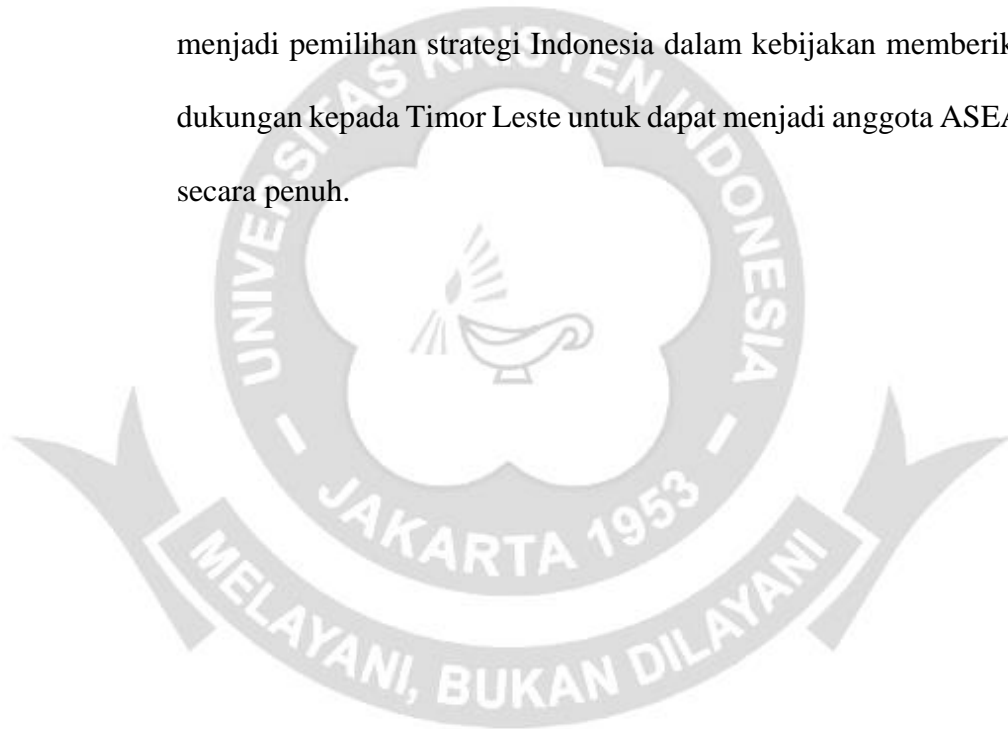 menjadi pemilihan strategi Indonesia dalam kebijakan memberik
dukungan kepada Timor Leste untuk dapat menjadi anggota ASEA
secara penuh.
UNIVERSITAS KRISTEN INDONESIA
- JAKARTA 1953 -
MELAYANI, BUKAN DILAYANI